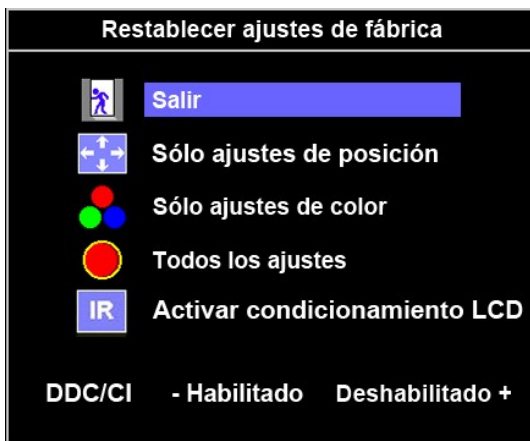 Restablecer ajustes de fábrica
Salir
Sólo ajustes de posición
Sólo ajustes de color
Todos los ajustes
IR Activar condicionamiento LCD
DDC/CI - Habilitado Deshabilitado +